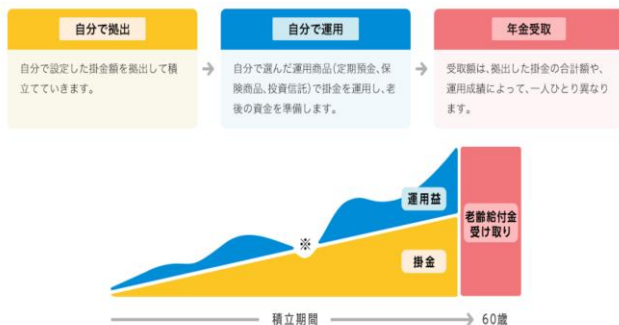 自分で拠出
自分で設定した掛金額を拠出して積
立てていきます。
自分で運用
自分で選んだ運用商品(定期預金、保
険商品、投資信託)で掛金を運用し、老
後の資金を準備します。
年金受取
受取額は、拠出した掛金の合計額や、
運用成績によって、一人ひとり異なり
ます。
運用益
※
掛金
老齢給付金
受け取り
積立期間
60歳